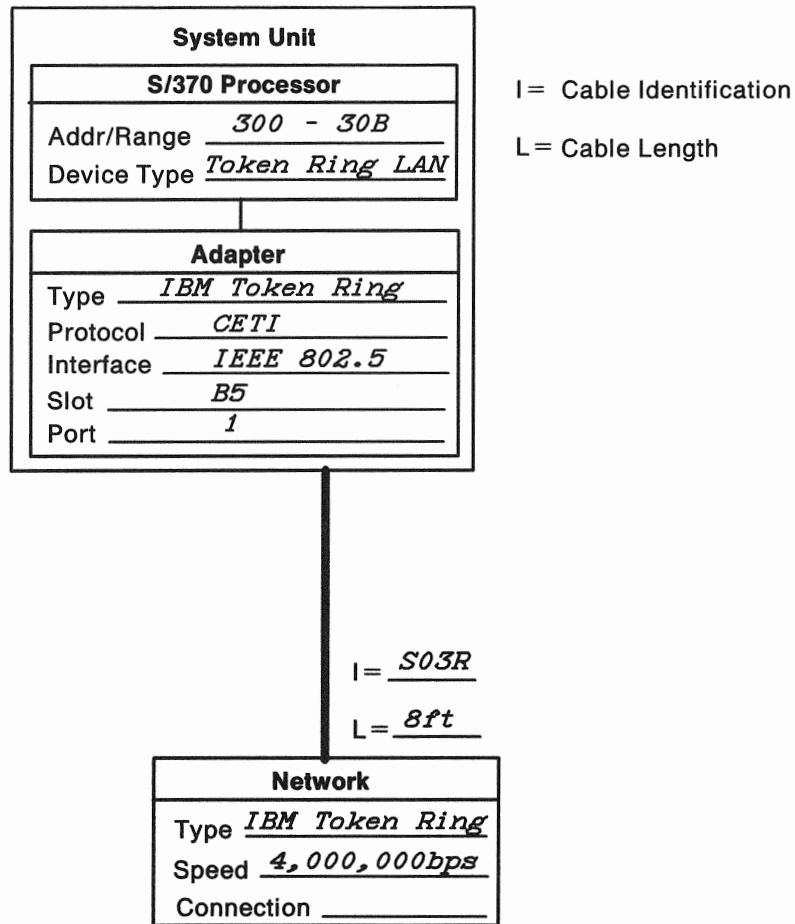 System Unit
S/370 Processor
Addr/Range 300 - 30B
Device Type Token Ring LAN
I= Cable Identification
L= Cable Length
Adapter
Type IBM Token Ring
Protocol CETI
Interface IEEE 802.5
Slot B5
Port 1
I= S03R
L= 8ft
Network
Type IBM Token Ring
Speed 4,000,000bps
Connection